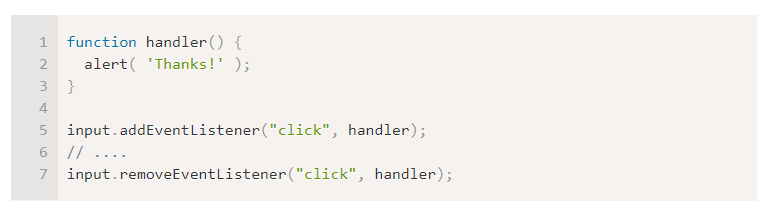 1 function handler() {
2   alert( 'Thanks!' );
3 }
4
5 input.addEventListener("click", handler);
6 // ....
7 input.removeEventListener("click", handler);